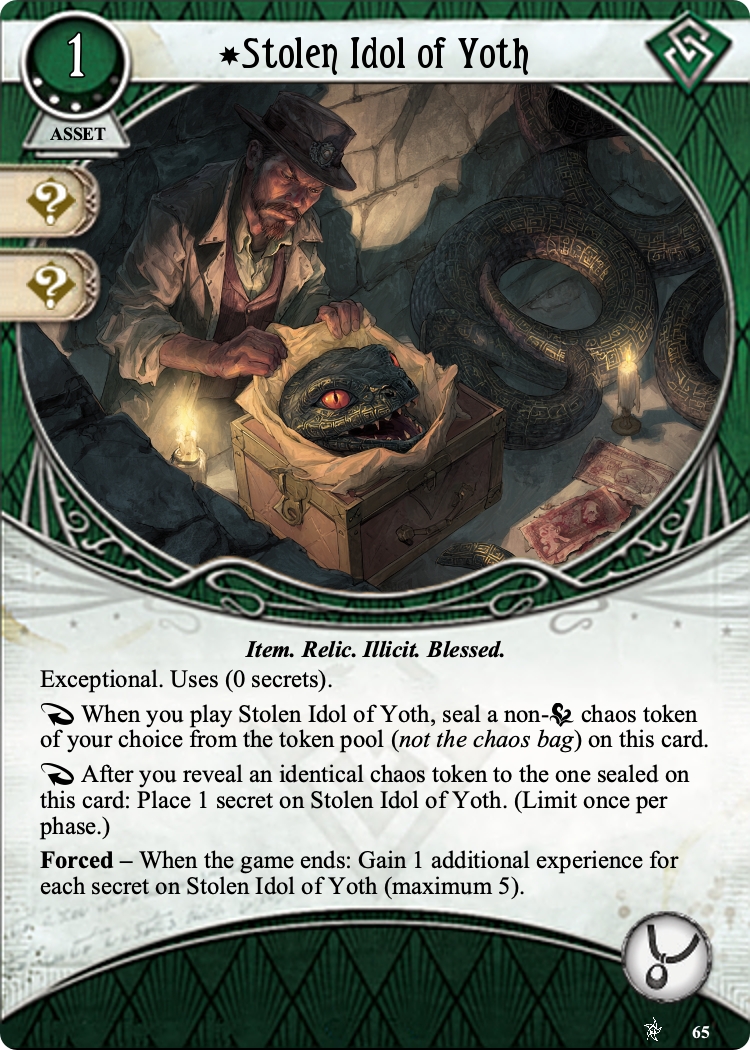 1
✶Stolen Idol of Yoth
ASSET
?
?
Item. Relic. Illicit. Blessed.
Exceptional. Uses (0 secrets).
When you play Stolen Idol of Yoth, seal a non- chaos token
of your choice from the token pool (not the chaos bag) on this card.
After you reveal an identical chaos token to the one sealed on
this card: Place 1 secret on Stolen Idol of Yoth. (Limit once per
phase.)
Forced – When the game ends: Gain 1 additional experience for
each secret on Stolen Idol of Yoth (maximum 5).
65